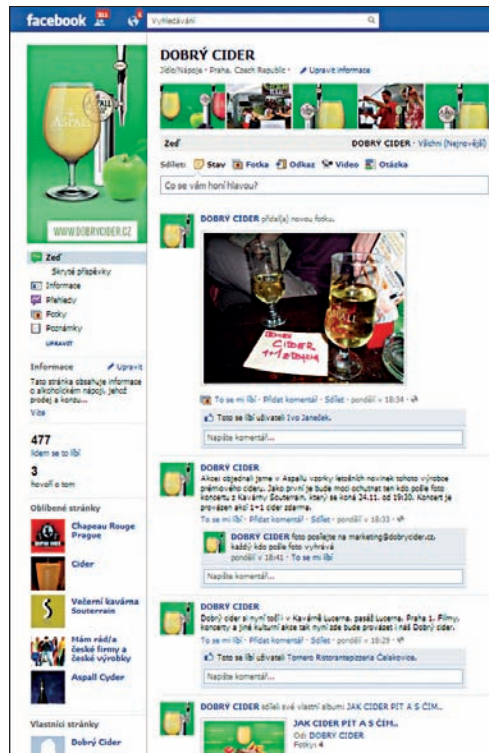 facebook
311
Vyhledávání
DOBRÝ CIDER
Jídlo/Nápoje · Praha, Czech Republic · Upravit informace
ASPALL
WWW.DOBRYCIDER.CZ
Zeď
Skryté příspěvky
Informace
Přehledy
Fotky
Poznámky
UPRAVIT
Informace Upravit
Tato stránka obsahuje informace
o alkoholickém nápoji, jehož
prodej a konzu...
Více
477
lidem se to líbí
3
hovoří o tom
Oblíbené stránky
Chapeau Rouge
Prague
Cider
Večerní kavárna
Souterrain
Mám rád/a
české firmy a
české výrobky
Aspall Cyder
Vlastníci stránky
Dobrý Cider
Zeď DOBRÝ CIDER · Všichni (Nejnovější)
Sdílet: Stav Fotka Odkaz Video Otázka
Co se vám honí hlavou?
DOBRÝ CIDER přidal(a) novou fotku.
CIDER
1+1 ZDARMA
To se mi líbí · Přidat komentář · Sdílet · pondělí v 18:34 ·
Toto se líbí uživateli Ivo Janeček.
Napište komentář...
DOBRÝ CIDER
Akcei objednali jsme v Aspallu vzorky letošních novinek tohoto výrobce
prémiového cideru. Jako první je bude moci ochutnat ten kdo pošle foto
koncertu z Kavárny Souterrain, který se koná 24.11. od 19:30. Koncert je
provázen akcí 1+1 cider zdarma.
To se mi líbí · Přidat komentář · Sdílet · pondělí v 18:33 ·
DOBRÝ CIDER foto posílejte na marketing@dobrycider.cz,
každý kdo pošle foto vyhrává
pondělí v 18:41 · To se mi líbí
Napište komentář...
DOBRÝ CIDER
Dobrý cider si nyní točí i v Kavárně Lucerna, pasáž Lucerna, Praha 1. Filmy,
koncerty a jiné kulturní akce tak nyní zde bude provázet i náš Dobrý cider.
To se mi líbí · Přidat komentář · Sdílet · pondělí v 18:29 ·
Toto se líbí uživateli Tornero Ristorantepizzeria Čelakovice.
Napište komentář...
DOBRÝ CIDER sdílel své vlastní album: JAK CIDER PÍT A S ČÍM..
JAK CIDER PÍT A S ČÍM..
Od: DOBRÝ CIDER
Fotky: 4